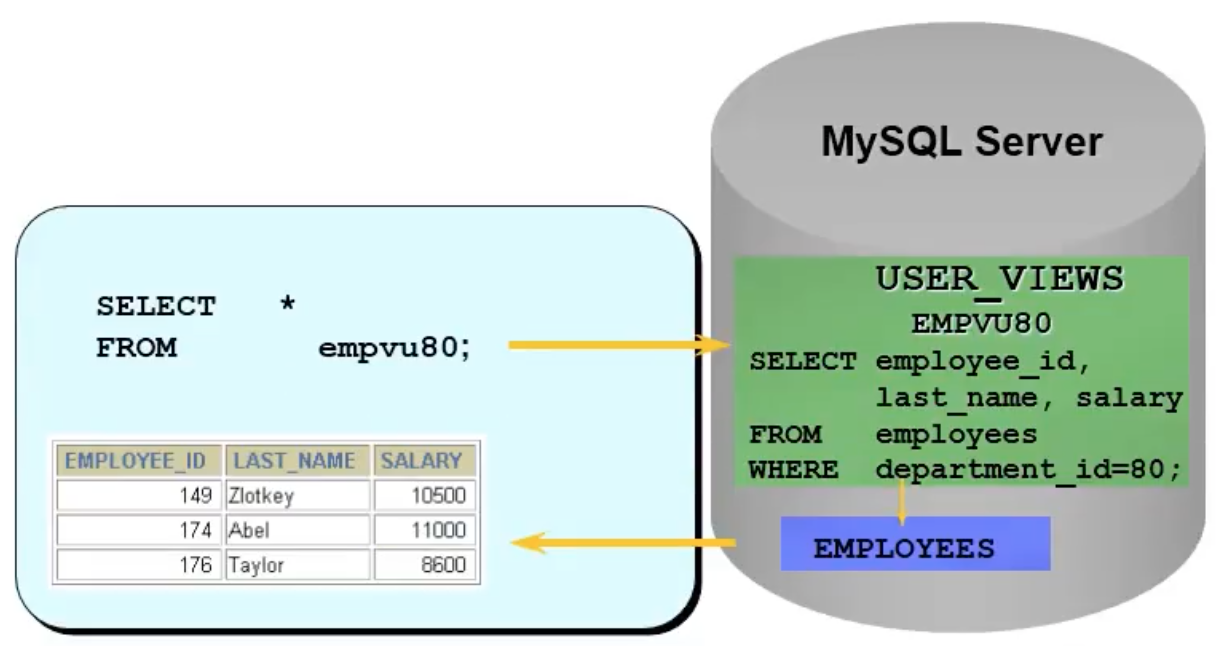 MySQL Server
SELECT *
FROM empvu80;
USER_VIEWS
EMPVU80
SELECT employee_id,
last_name, salary
FROM employees
WHERE department_id=80;
EMPLOYEES
EMPLOYEE_ID LAST_NAME SALARY
149 Zlotkey 10500
174 Abel 11000
176 Taylor 8600